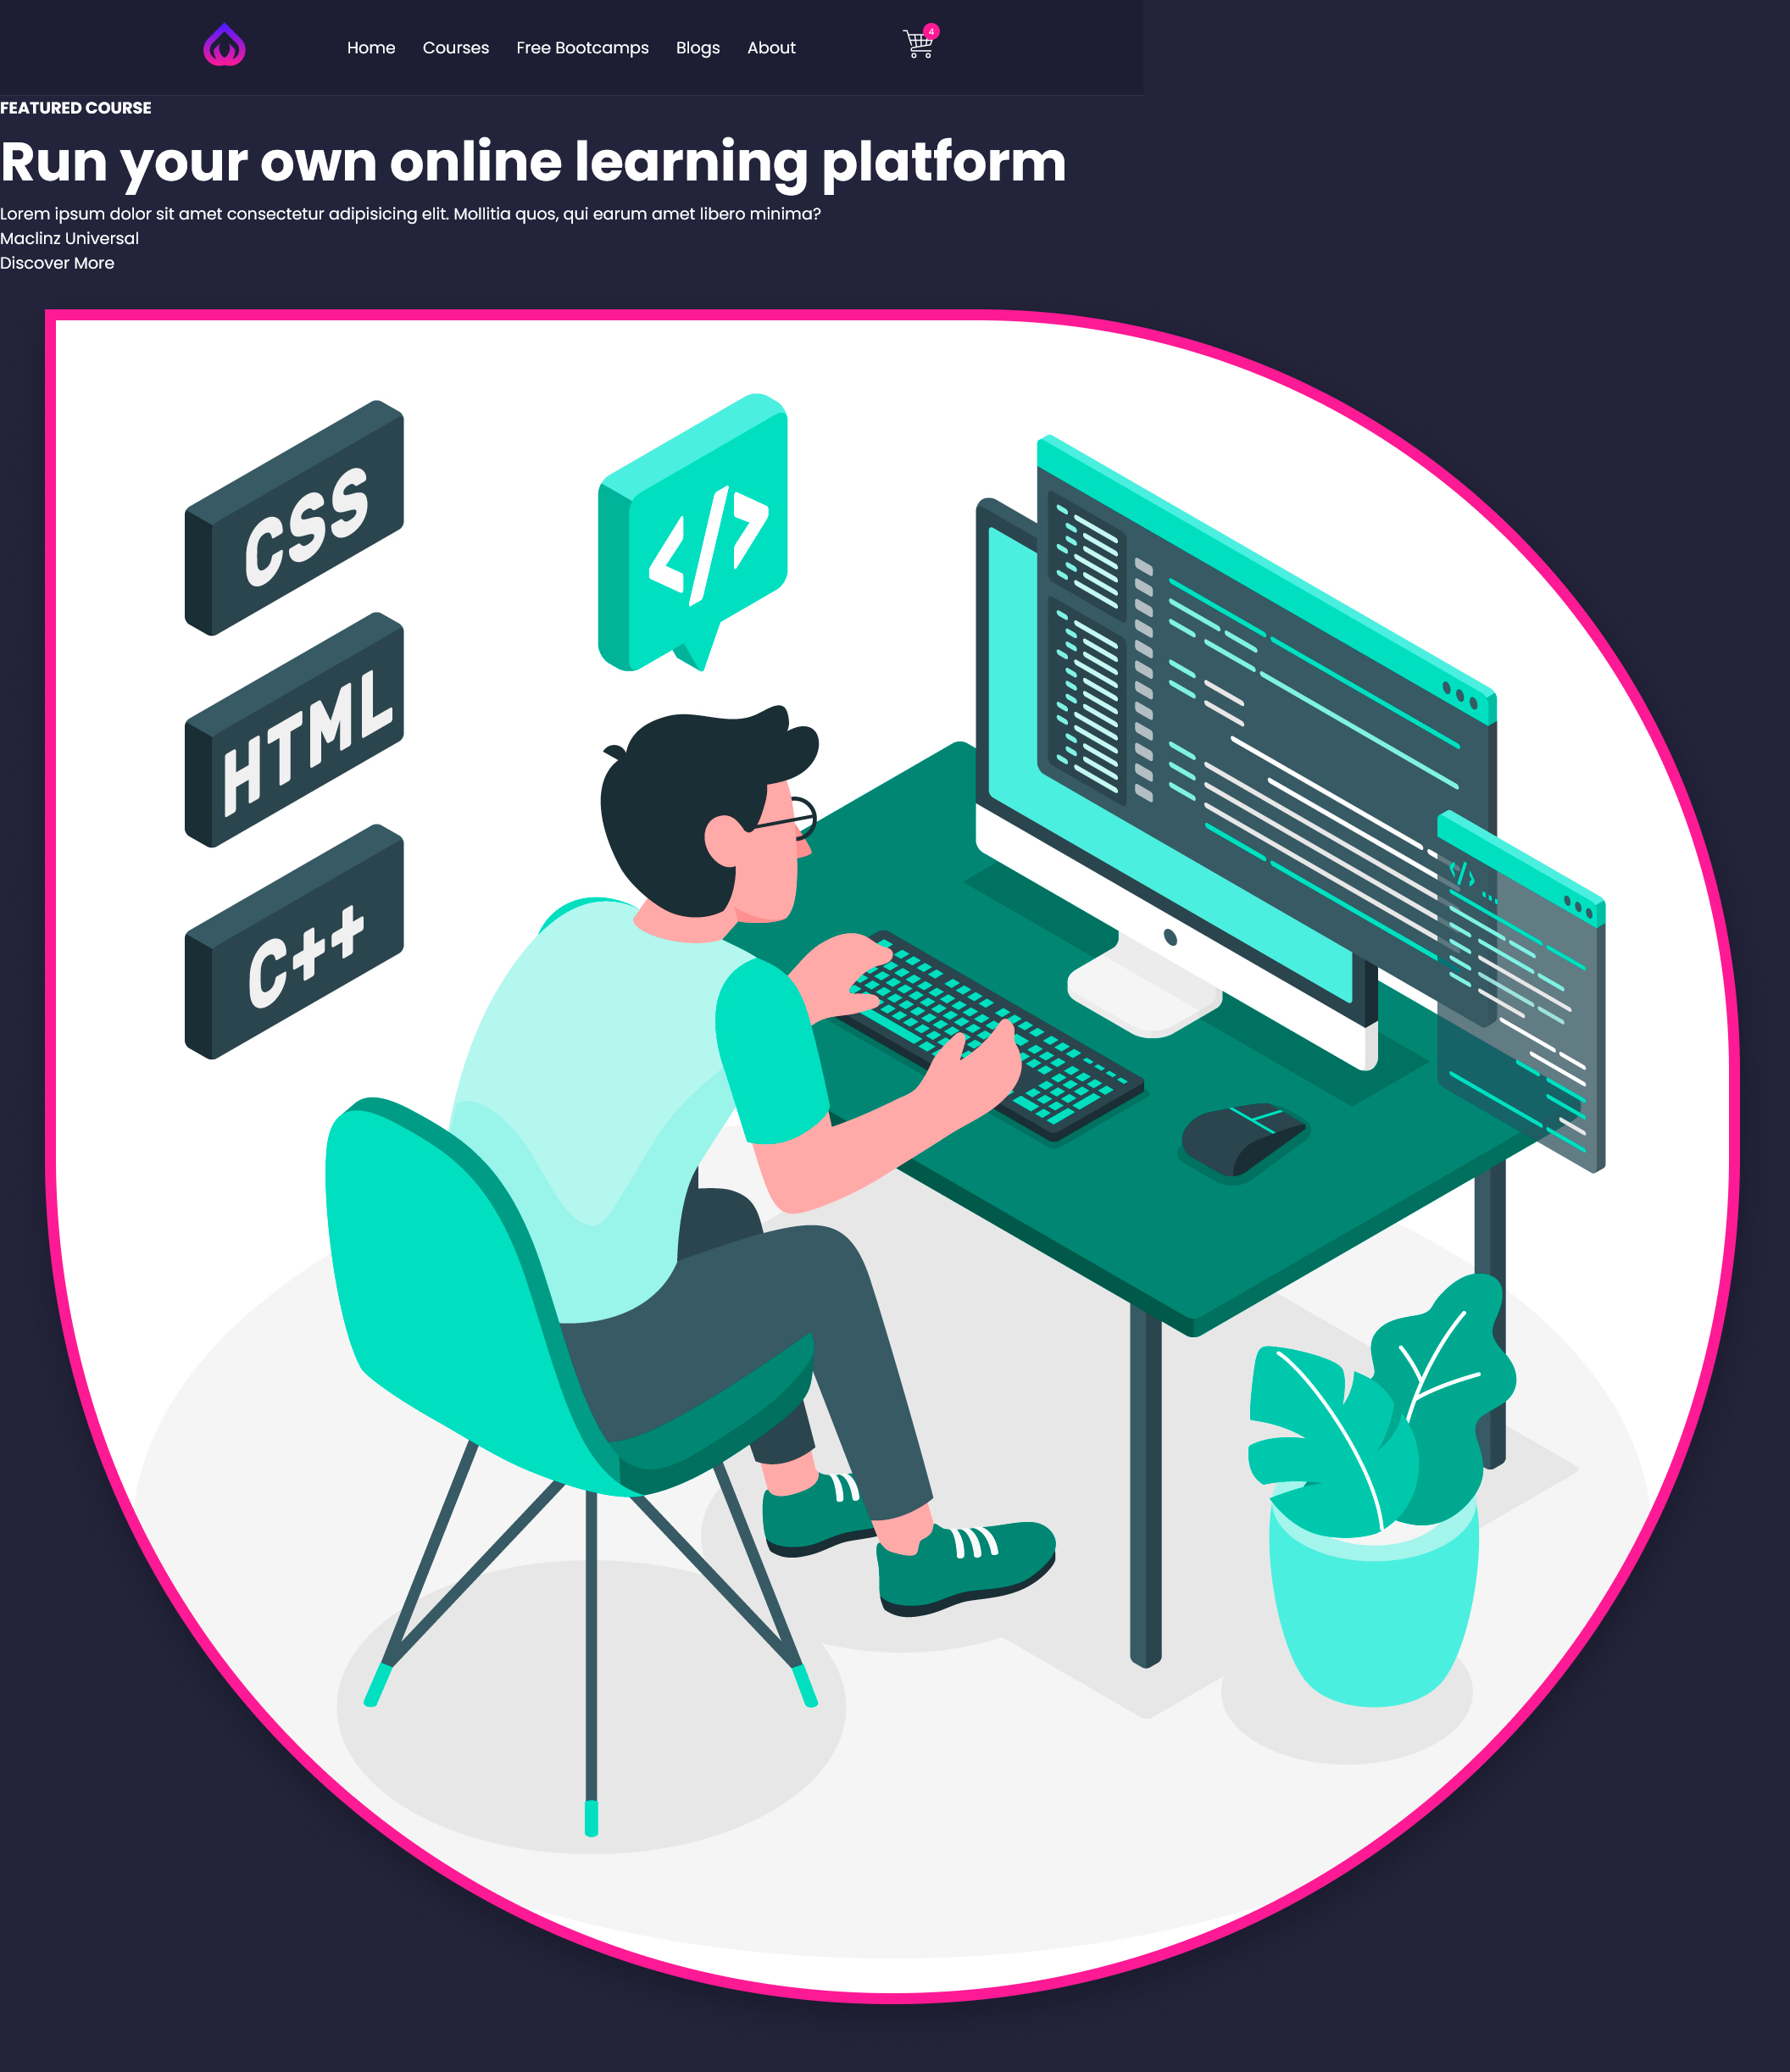 Home Courses Free Bootcamps Blogs About 4
FEATURED COURSE
Run your own online learning platform
Lorem ipsum dolor sit amet consectetur adipisicing elit. Mollitia quos, qui earum amet libero minima?
Maclinz Universal
Discover More
CSS
</>
HTML
C++
</>